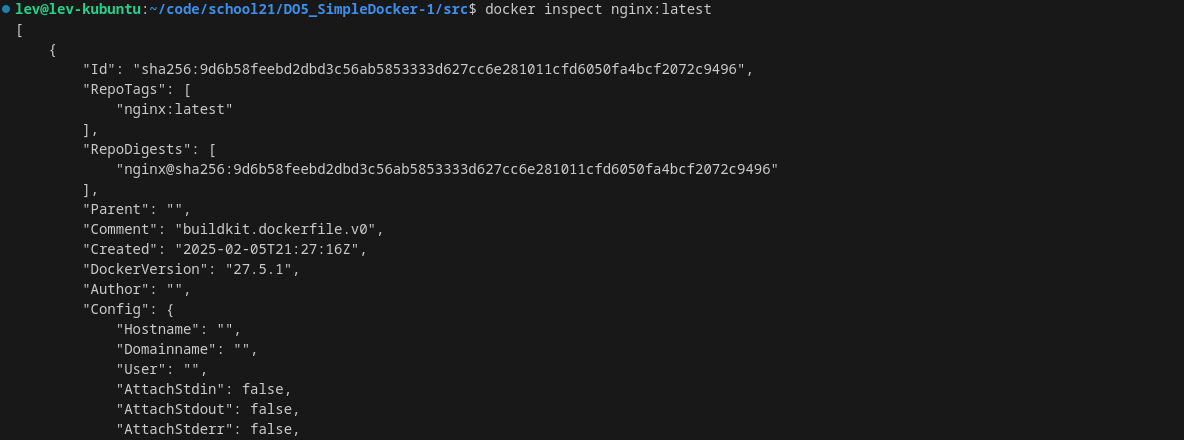 lev@lev-kubuntu:~/code/school21/DO5_SimpleDocker-1/src$ docker inspect nginx:latest
[
    {
        "Id": "sha256:9d6b58feebd2dbd3c56ab5853333d627cc6e281011cfd6050fa4bcf2072c9496",
        "RepoTags": [
            "nginx:latest"
        ],
        "RepoDigests": [
            "nginx@sha256:9d6b58feebd2dbd3c56ab5853333d627cc6e281011cfd6050fa4bcf2072c9496"
        ],
        "Parent": "",
        "Comment": "buildkit.dockerfile.v0",
        "Created": "2025-02-05T21:27:16Z",
        "DockerVersion": "27.5.1",
        "Author": "",
        "Config": {
            "Hostname": "",
            "Domainname": "",
            "User": "",
            "AttachStdin": false,
            "AttachStdout": false,
            "AttachStderr": false,